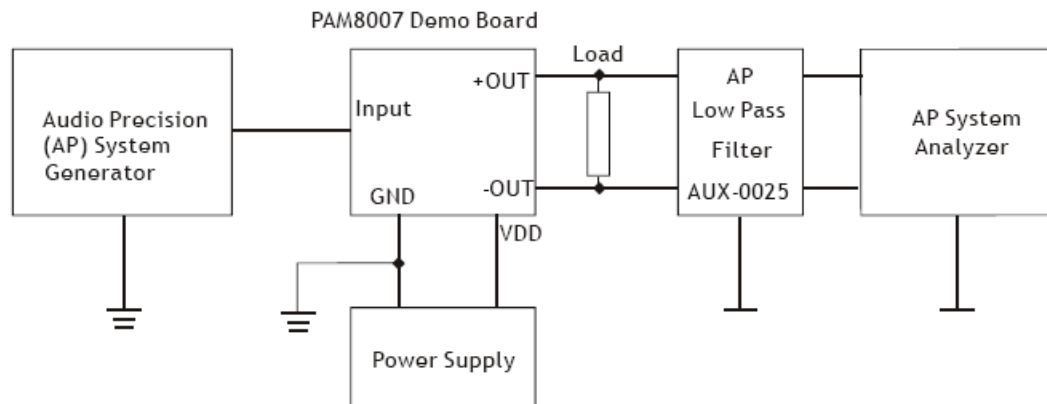 PAM8007 Demo Board
Audio Precision
(AP) System
Generator
Input
+OUT
-OUT
GND
VDD
Load
AP
Low Pass
Filter
AUX-0025
AP System
Analyzer
Power Supply